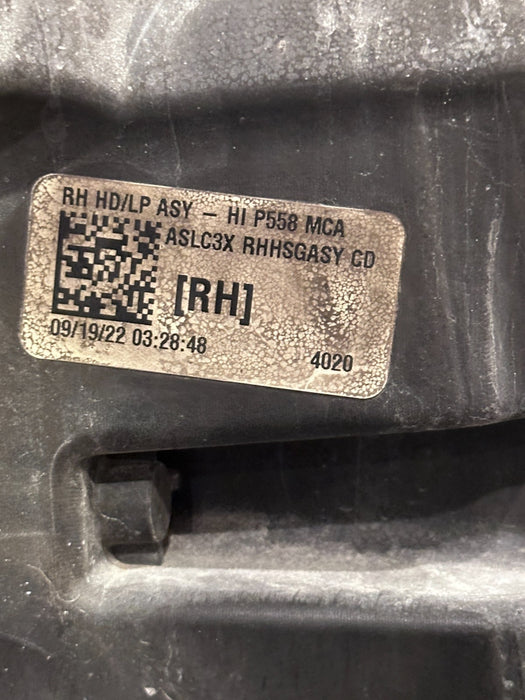 RH HD/LP ASY – HI P558 MCA
ASLC3X RHHSGASY CD
[RH]
09/19/22 03:28:48
4020